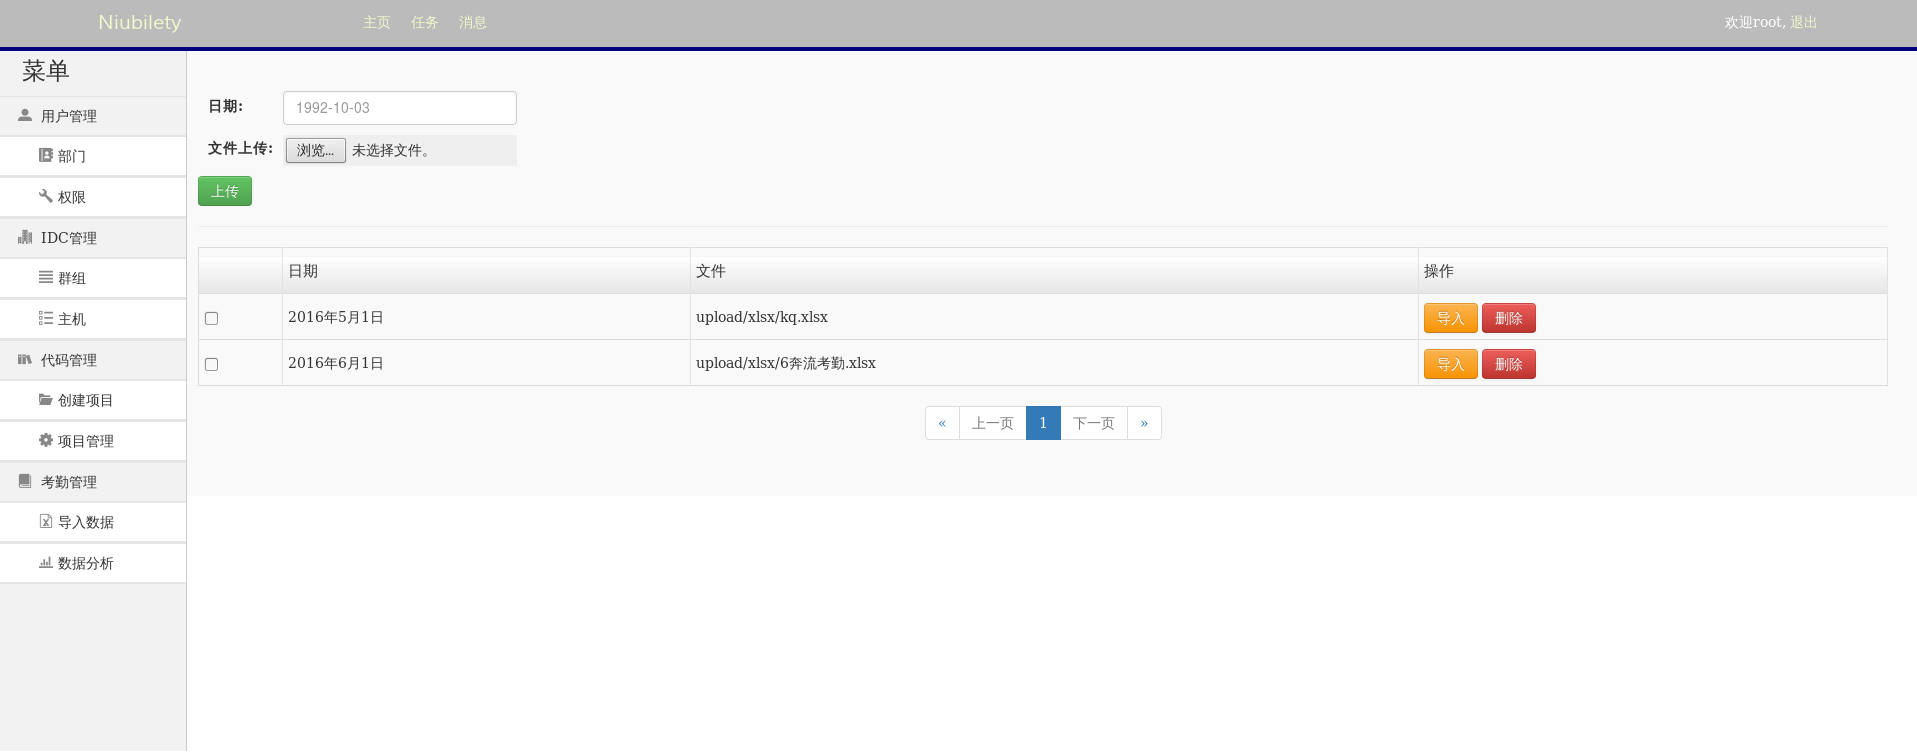 Niubilety 主页 任务 消息 欢迎root, 退出
菜单
用户管理
部门
权限
IDC管理
群组
主机
代码管理
创建项目
项目管理
考勤管理
导入数据
数据分析
日期: 1992-10-03
文件上传: 浏览... 未选择文件。
上传
日期 文件 操作
2016年5月1日 upload/xlsx/kq.xlsx 导入 删除
2016年6月1日 upload/xlsx/6奔流考勤.xlsx 导入 删除
« 上一页 1 下一页 »